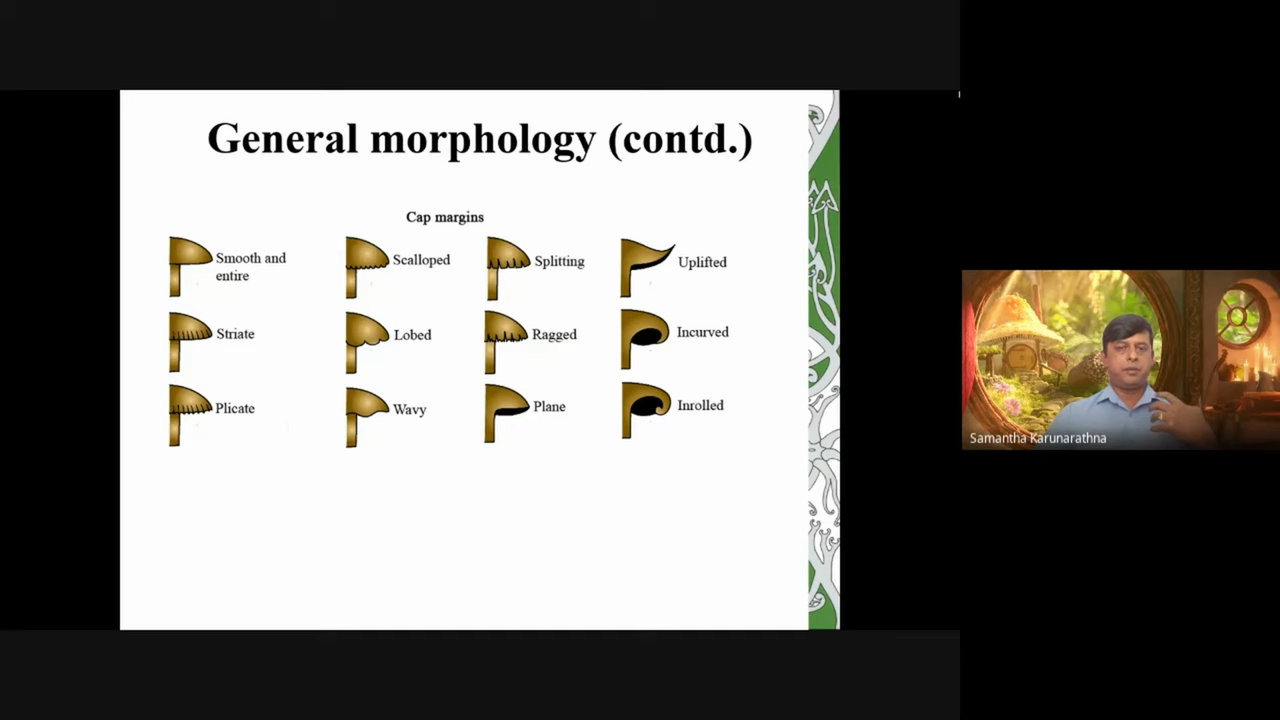 General morphology (contd.)
Cap margins
Smooth and
entire
Scalloped
Splitting
Uplifted
Striate
Lobed
Ragged
Incurved
Plicate
Wavy
Plane
Inrolled
Samantha Karunarathna